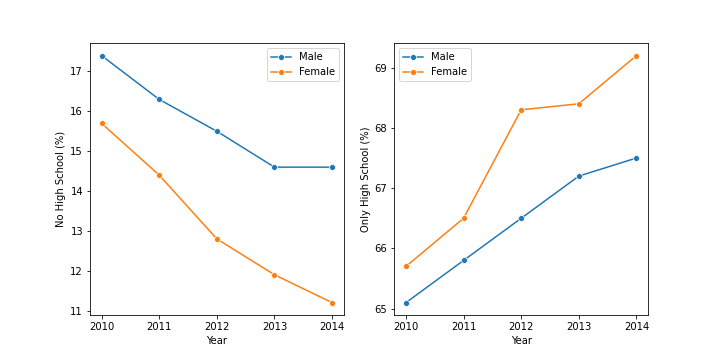 No High School (%)
17
16
15
14
13
12
11
2010 2011 2012 2013 2014
Year
Male
Female
Only High School (%)
69
68
67
66
65
2010 2011 2012 2013 2014
Year
Male
Female